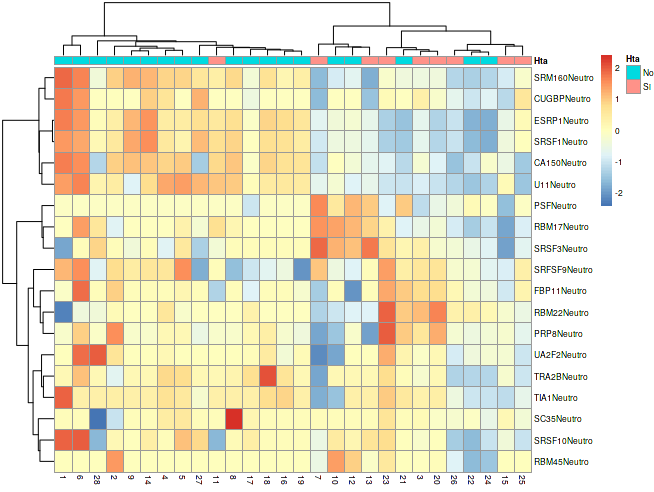 Hta
Hta
No
SI
2
1
0
-1
-2
SRM160Neutro
CUGBPNeutro
ESRP1Neutro
SRSF1Neutro
CA150Neutro
U11Neutro
PSFNeutro
RBM17Neutro
SRSF3Neutro
SRFSF9Neutro
FBP11Neutro
RBM22Neutro
PRP8Neutro
UA2F2Neutro
TRA2BNeutro
TIA1Neutro
SC35Neutro
SRSF10Neutro
RBM45Neutro
1 6 28 2 9 14 4 5 27 11 8 17 18 16 19 7 10 12 13 23 21 3 20 26 22 24 15 25